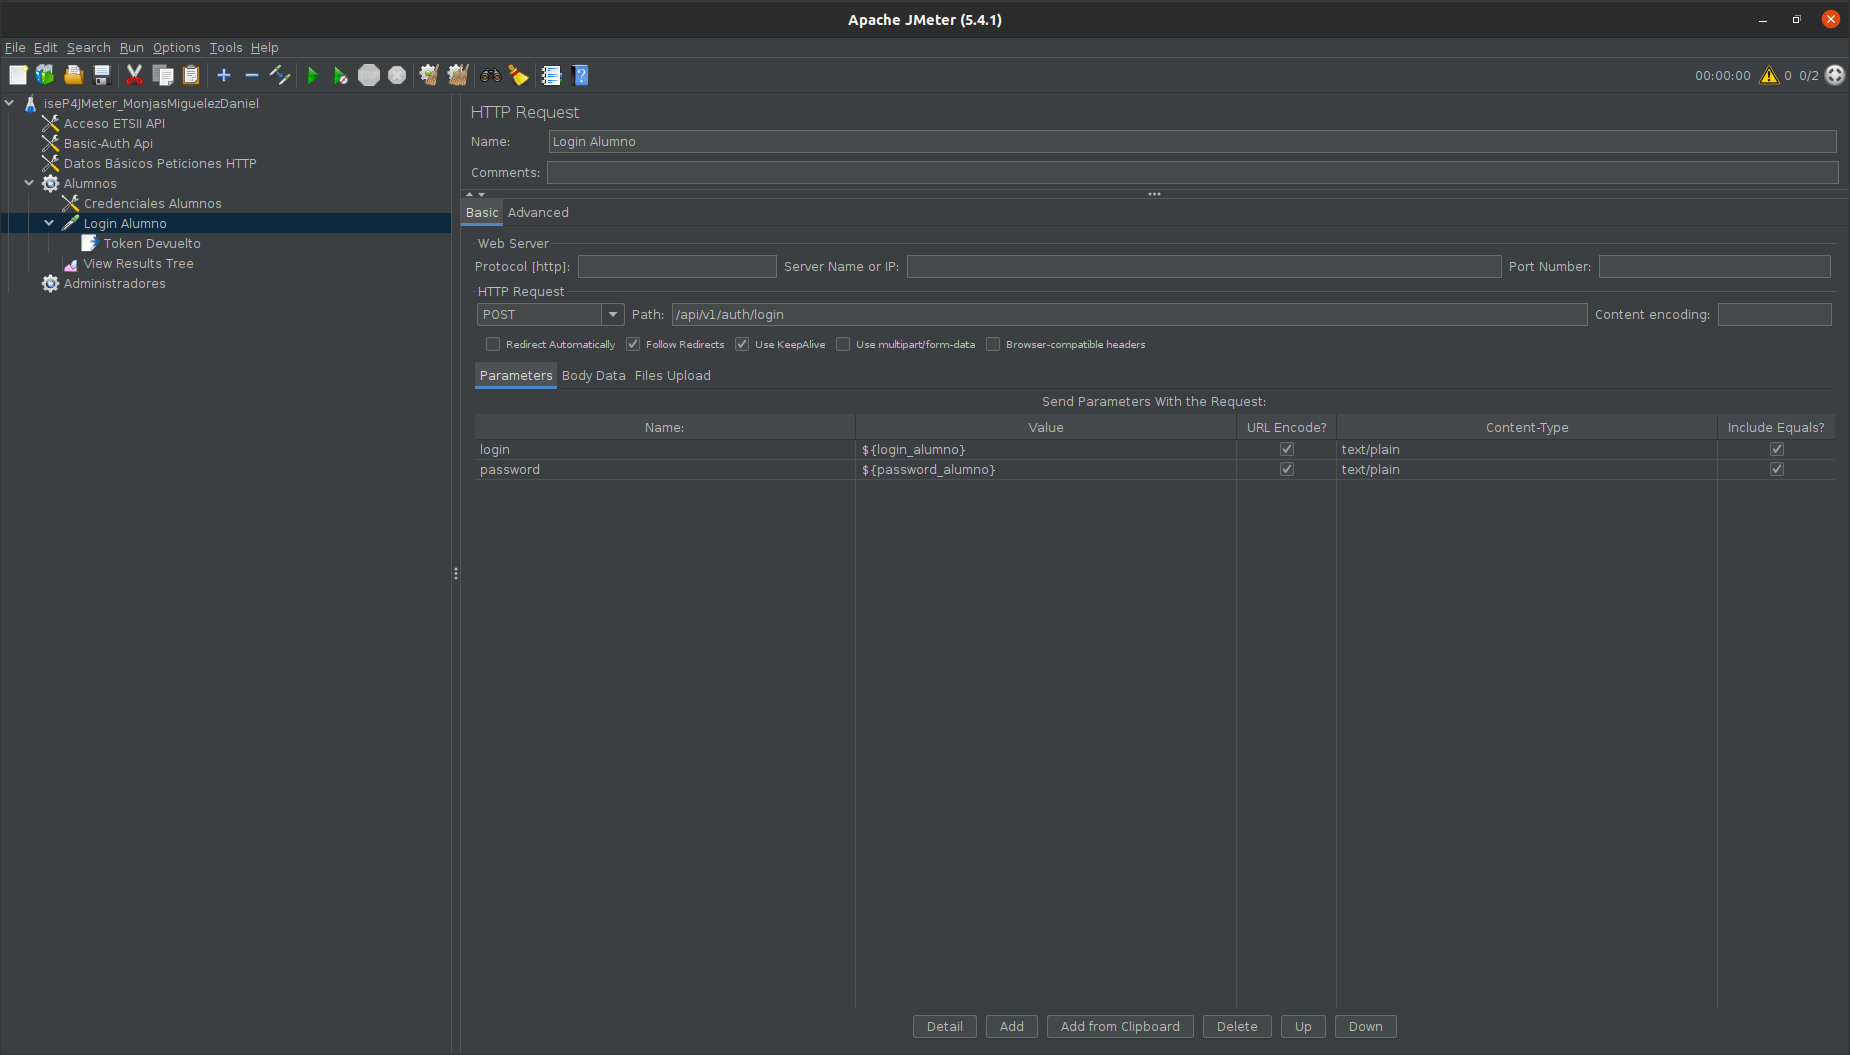 Apache JMeter (5.4.1)
File Edit Search Run Options Tools Help
STOP
?
00:00:00 0 0/2
iseP4JMeter_MonjasMiguelezDaniel
Acceso ETSII API
Basic-Auth Api
Datos Básicos Peticiones HTTP
Alumnos
Credenciales Alumnos
Login Alumno
Token Devuelto
View Results Tree
Administradores
HTTP Request
Name: Login Alumno
Comments:
Basic Advanced
Web Server
Protocol [http]: Server Name or IP: Port Number:
HTTP Request
POST Path: /api/v1/auth/login Content encoding:
Redirect Automatically Follow Redirects Use KeepAlive Use multipart/form-data Browser-compatible headers
Parameters Body Data Files Upload
Send Parameters With the Request:
Name: Value URL Encode? Content-Type Include Equals?
login ${login_alumno} text/plain
password ${password_alumno} text/plain
Detail Add Add from Clipboard Delete Up Down